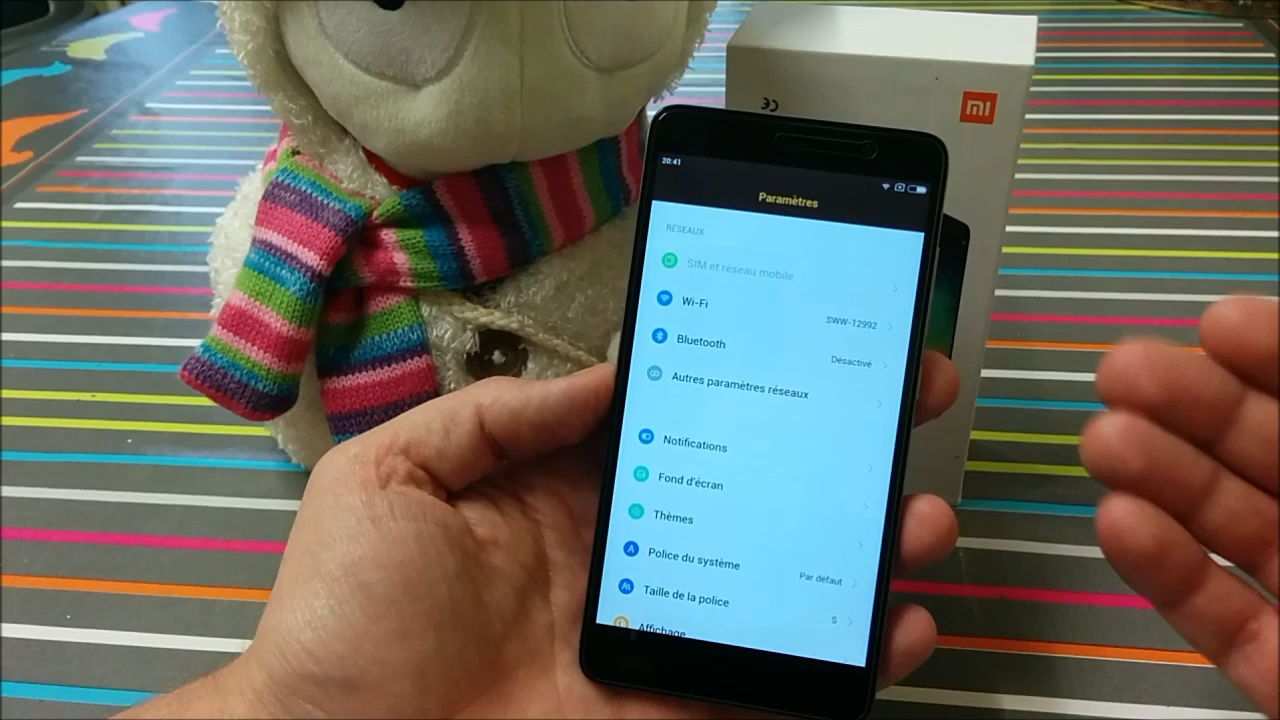 CE
mi
20:41
Paramètres
RÉSEAUX
SIM et réseau mobile
Wi-Fi SWW-12992
Bluetooth Désactivé
Autres paramètres réseaux
Notifications
Fond d'écran
Thèmes
Police du système Par défaut
Taille de la police S
Affichage